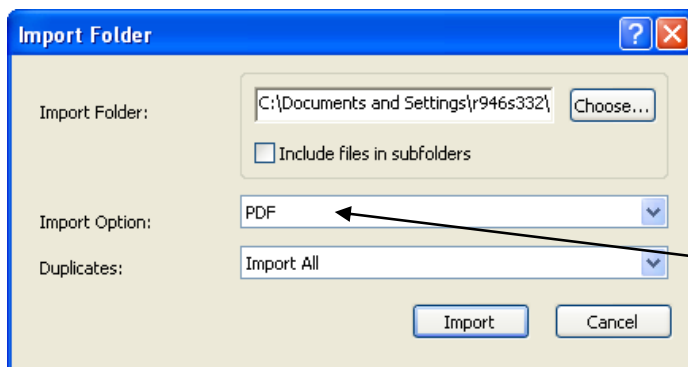 Import Folder
Import Folder: C:\Documents and Settings\r946s332\ Choose...
Include files in subfolders
Import Option: PDF
Duplicates: Import All
Import Cancel